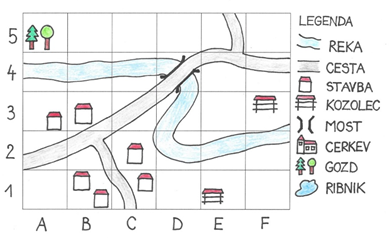 5
4
3
2
1
A B C D E F
LEGENDA
REKA
CESTA
STAVBA
KOZOLEC
MOST
CERKEV
GOZD
RIBNIK